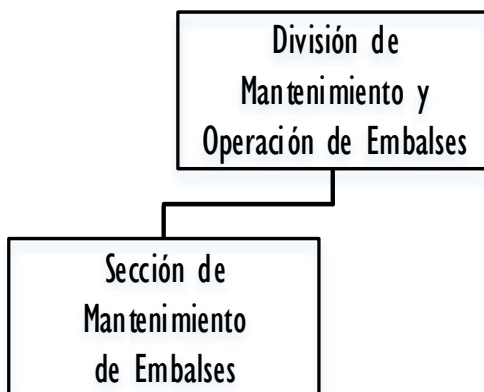 División de
Mantenimiento y
Operación de Embalses
Sección de
Mantenimiento
de Embalses